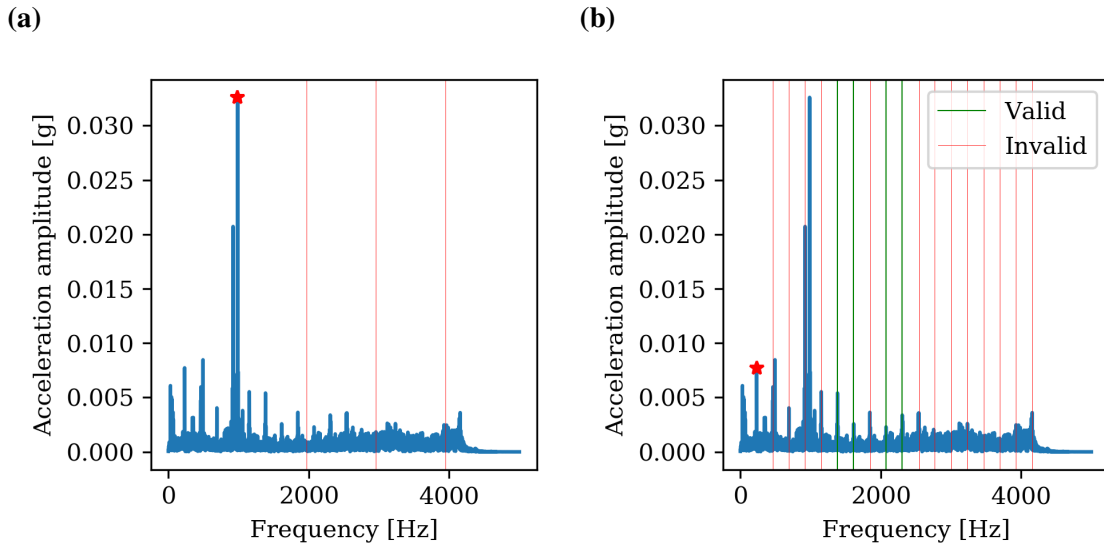 (a)
(b)
0.030
0.025
0.020
0.015
0.010
0.005
0.000
Acceleration amplitude [g]
0
2000
4000
Frequency [Hz]
0.030
0.025
0.020
0.015
0.010
0.005
0.000
Acceleration amplitude [g]
Valid
Invalid
0
2000
4000
Frequency [Hz]